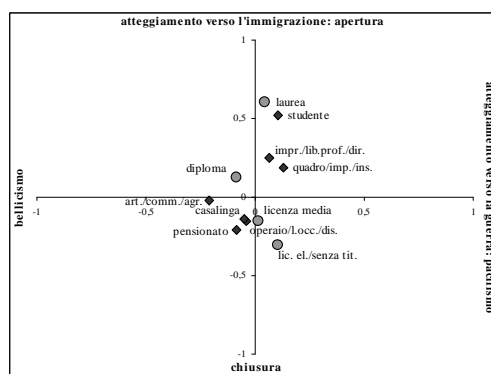 atteggiamento verso l'immigrazione: apertura
1
laurea
0,5
studente
impr./lib.prof./dir.
diploma
quadro/imp./ins.
art./comm./agr.
0
-1
-0,5
0
0,5
1
casalinga
licenza media
pensionato
operaio/l.occ./dis.
lic. el./senza tit.
-0,5
-1
chiusura
bellicismo
atteggiamento verso la guerra: pacifismo